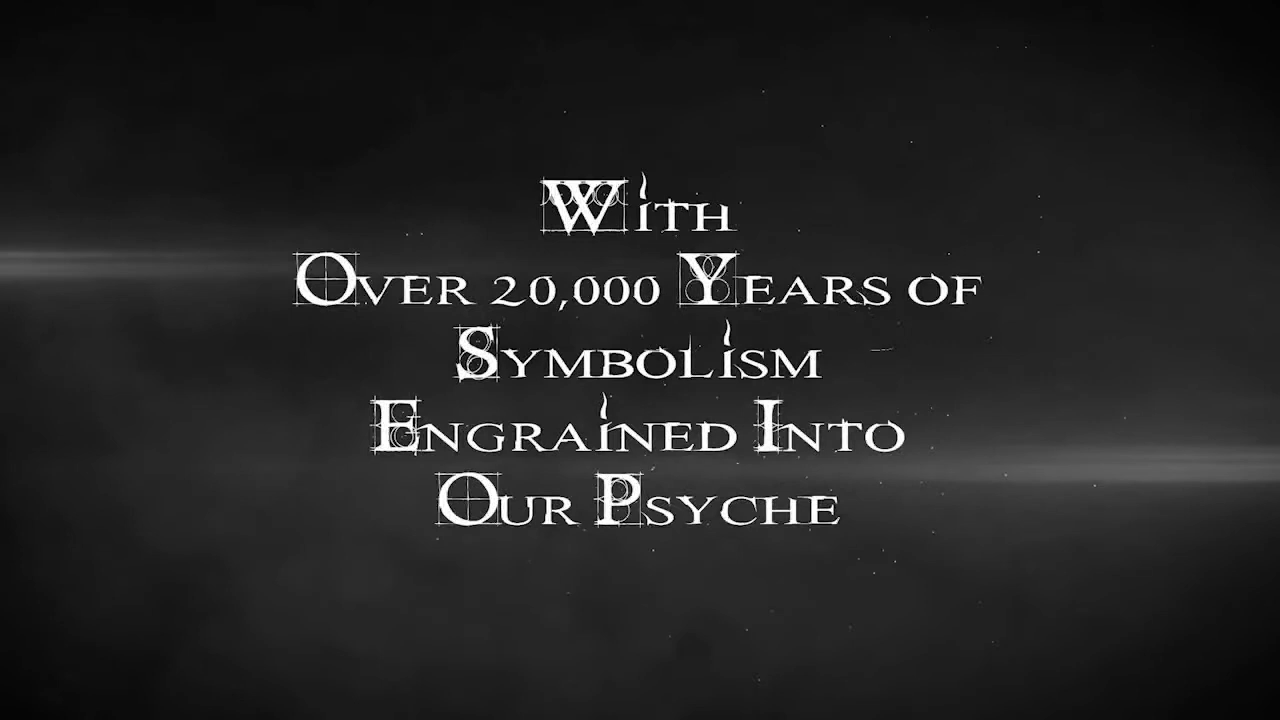 With
Over 20,000 Years of
Symbolism
Engrained Into
Our Psyche